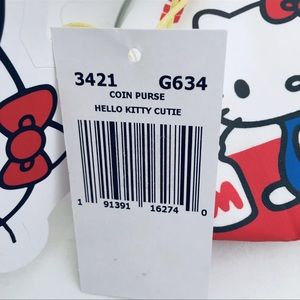 3421 G634
COIN PURSE
HELLO KITTY CUTIE
1 91391 16274 0
M